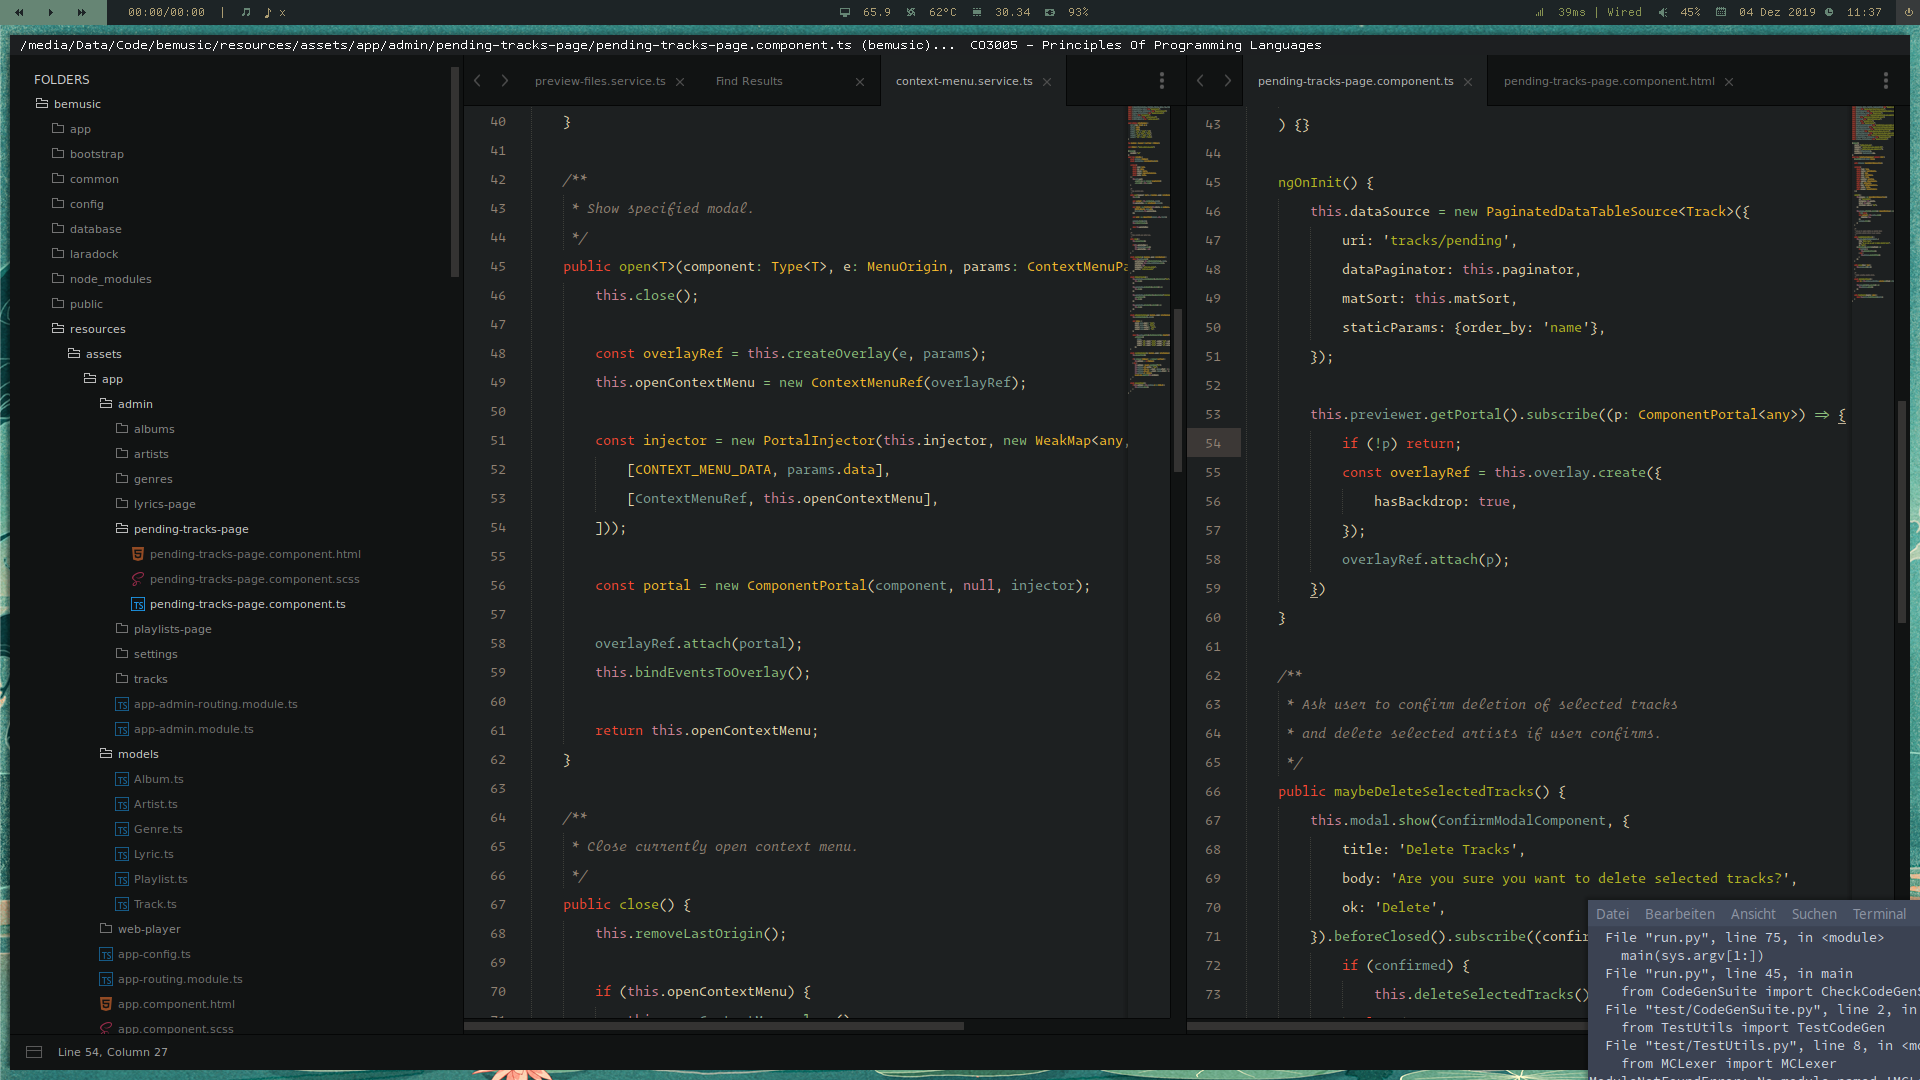 00:00/00:00 | x
65.9 62°C 30.34 93%
39ms | Wired 45% 04 Dez 2019 11:37
/media/Data/Code/bemusic/resources/assets/app/admin/pending-tracks-page/pending-tracks-page.component.ts (bemusic)... CO3005 - Principles Of Programming Languages
FOLDERS
bemusic
app
bootstrap
common
config
database
laradock
node_modules
public
resources
assets
app
admin
albums
artists
genres
lyrics-page
pending-tracks-page
pending-tracks-page.component.html
pending-tracks-page.component.scss
TS pending-tracks-page.component.ts
playlists-page
settings
tracks
TS app-admin-routing.module.ts
TS app-admin.module.ts
models
TS Album.ts
TS Artist.ts
TS Genre.ts
TS Lyric.ts
TS Playlist.ts
TS Track.ts
web-player
TS app-config.ts
TS app-routing.module.ts
app.component.html
app.component.scss
preview-files.service.ts Find Results context-menu.service.ts
40 }
41
42 /**
43 * Show specified modal.
44 */
45 public open<T>(component: Type<T>, e: MenuOrigin, params: ContextMenuPa
46 this.close();
47
48 const overlayRef = this.createOverlay(e, params);
49 this.openContextMenu = new ContextMenuRef(overlayRef);
50
51 const injector = new PortalInjector(this.injector, new WeakMap<any,
52 [CONTEXT_MENU_DATA, params.data],
53 [ContextMenuRef, this.openContextMenu],
54 ]));
55
56 const portal = new ComponentPortal(component, null, injector);
57
58 overlayRef.attach(portal);
59 this.bindEventsToOverlay();
60
61 return this.openContextMenu;
62 }
63
64 /**
65 * Close currently open context menu.
66 */
67 public close() {
68 this.removeLastOrigin();
69
70 if (this.openContextMenu) {
pending-tracks-page.component.ts pending-tracks-page.component.html
43 ) {}
44
45 ngOnInit() {
46 this.dataSource = new PaginatedDataTableSource<Track>({
47 uri: 'tracks/pending',
48 dataPaginator: this.paginator,
49 matSort: this.matSort,
50 staticParams: {order_by: 'name'},
51 });
52
53 this.previewer.getPortal().subscribe((p: ComponentPortal<any>) => {
54 if (!p) return;
55 const overlayRef = this.overlay.create({
56 hasBackdrop: true,
57 });
58 overlayRef.attach(p);
59 })
60 }
61
62 /**
63 * Ask user to confirm deletion of selected tracks
64 * and delete selected artists if user confirms.
65 */
66 public maybeDeleteSelectedTracks() {
67 this.modal.show(ConfirmModalComponent, {
68 title: 'Delete Tracks',
69 body: 'Are you sure you want to delete selected tracks?',
70 ok: 'Delete',
71 }).beforeClosed().subscribe((confir
72 if (confirmed) {
73 this.deleteSelectedTracks()
Datei Bearbeiten Ansicht Suchen Terminal
File "run.py", line 75, in <module>
main(sys.argv[1:])
File "run.py", line 45, in main
from CodeGenSuite import CheckCodeGenS
File "test/CodeGenSuite.py", line 2, in
from TestUtils import TestCodeGen
File "test/TestUtils.py", line 8, in <mo
from MCLexer import MCLexer
Line 54, Column 27